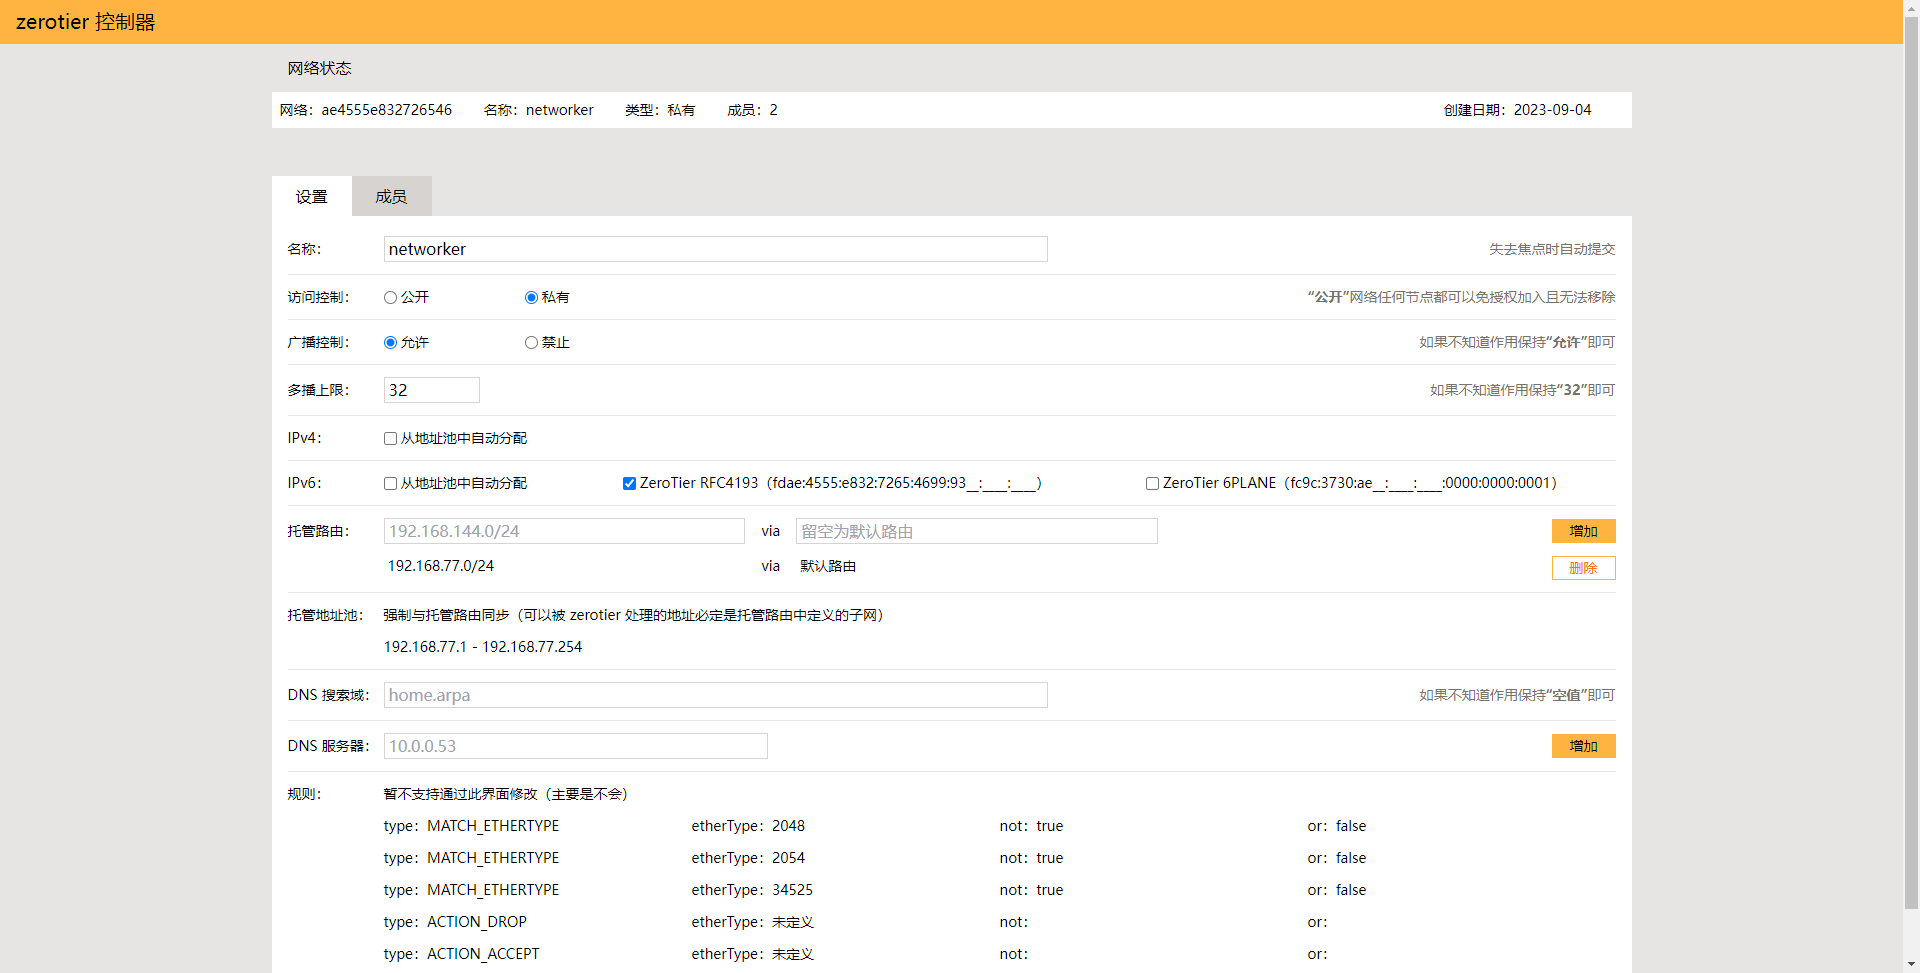 zerotier 控制器
网络状态
网络：ae4555e832726546 名称：networker 类型：私有 成员：2 创建日期：2023-09-04
设置 成员
名称： networker 失去焦点时自动提交
访问控制： 公开 私有 “公开”网络任何节点都可以免授权加入且无法移除
广播控制： 允许 禁止 如果不知道作用保持“允许”即可
多播上限： 32 如果不知道作用保持“32”即可
IPv4： 从地址池中自动分配
IPv6： 从地址池中自动分配 ZeroTier RFC4193（fdae:4555:e832:7265:4699:93__:____:____） ZeroTier 6PLANE（fc9c:3730:ae__:____:____:0000:0000:0001）
托管路由： 192.168.144.0/24 via 留空为默认路由 增加
192.168.77.0/24 via 默认路由 删除
托管地址池： 强制与托管路由同步（可以被 zerotier 处理的地址必定是托管路由中定义的子网）
192.168.77.1 - 192.168.77.254
DNS 搜索域： home.arpa 如果不知道作用保持“空值”即可
DNS 服务器： 10.0.0.53 增加
规则： 暂不支持通过此界面修改（主要是不会）
type：MATCH_ETHERTYPE etherType：2048 not：true or：false
type：MATCH_ETHERTYPE etherType：2054 not：true or：false
type：MATCH_ETHERTYPE etherType：34525 not：true or：false
type：ACTION_DROP etherType：未定义 not： or：
type：ACTION_ACCEPT etherType：未定义 not： or：